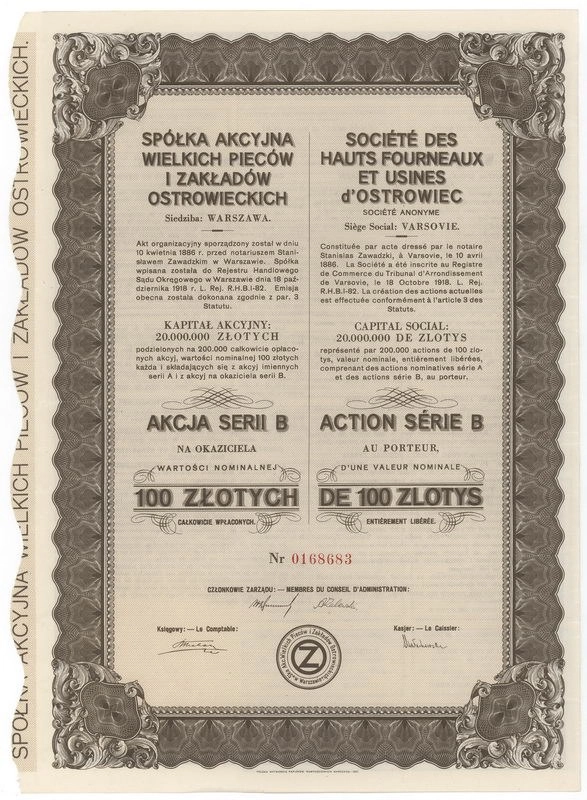 SPÓŁKA AKCYJNA WIELKICH PIECÓW I ZAKŁADÓW OSTROWIECKICH.
SPÓŁKA AKCYJNA
WIELKICH PIECÓW
I ZAKŁADÓW
OSTROWIECKICH
Siedziba: WARSZAWA.
Akt organizacyjny sporządzony został w dniu
10 kwietnia 1886 r. przed notariuszem Stani-
sławem Zawadzkim w Warszawie. Spółka
wpisana została do Rejestru Handlowego
Sądu Okręgowego w Warszawie dnia 18 paź-
dziernika 1918 r. L. Rej. R.H.B.I-82. Emisja
obecna została dokonana zgodnie z par. 3
Statutu.
KAPITAŁ AKCYJNY:
20.000.000 ZŁOTYCH
podzielonych na 200.000 całkowicie opłaco-
nych akcyj, wartości nominalnej 100 złotych
każda i składających się z akcyj imiennych
serii A i z akcyj na okaziciela serii B.
AKCJA SERII B
NA OKAZICIELA
WARTOŚCI NOMINALNEJ
100 ZŁOTYCH
CAŁKOWICIE WPŁACONYCH.
SOCIÉTÉ DES
HAUTS FOURNEAUX
ET USINES
d'OSTROWIEC
SOCIÉTÉ ANONYME
Siège Social: VARSOVIE.
Constituée par acte dressé par le notaire
Stanislas Zawadzki, à Varsovie, le 10 avril
1886. La Société a été inscrite au Registre
de Commerce du Tribunal d'Arrondissement
de Varsovie, le 18 Octobre 1918. L. Rej.
R.H.B.I-82. La création des actions actuelles
est effectuée conformément à l'article 3 des
Statuts.
CAPITAL SOCIAL:
20.000.000 DE ZLOTYS
représenté par 200.000 actions de 100 zlo-
tys, valeur nominale, entièrement libérées,
comprenant des actions nominatives série A
et des actions série B, au porteur.
ACTION SÉRIE B
AU PORTEUR,
D'UNE VALEUR NOMINALE
DE 100 ZLOTYS
ENTIÈREMENT LIBÉRÉE.
Nr 0168683
CZŁONKOWIE ZARZĄDU: — MEMBRES DU CONSEIL D'ADMINISTRATION:
Księgowy: — Le Comptable:
Kasjer: — Le Caissier:
Z